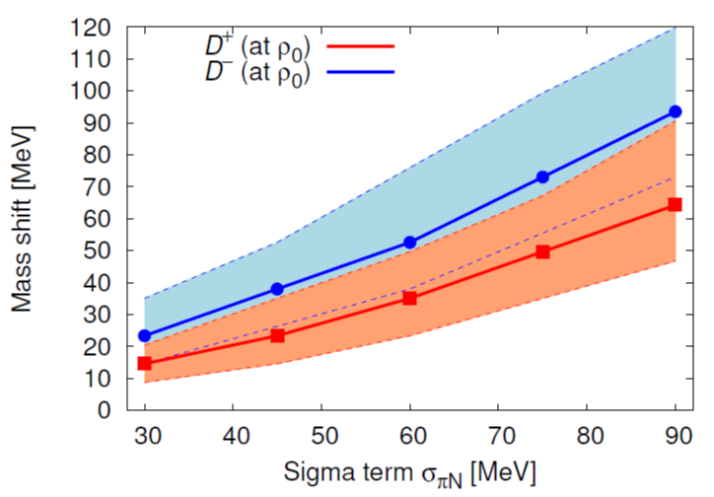 120
110
100
90
80
70
60
50
40
30
20
10
0
Mass shift [MeV]
D⁺ (at ρ₀)
D⁻ (at ρ₀)
30 40 50 60 70 80 90
Sigma term σπN [MeV]